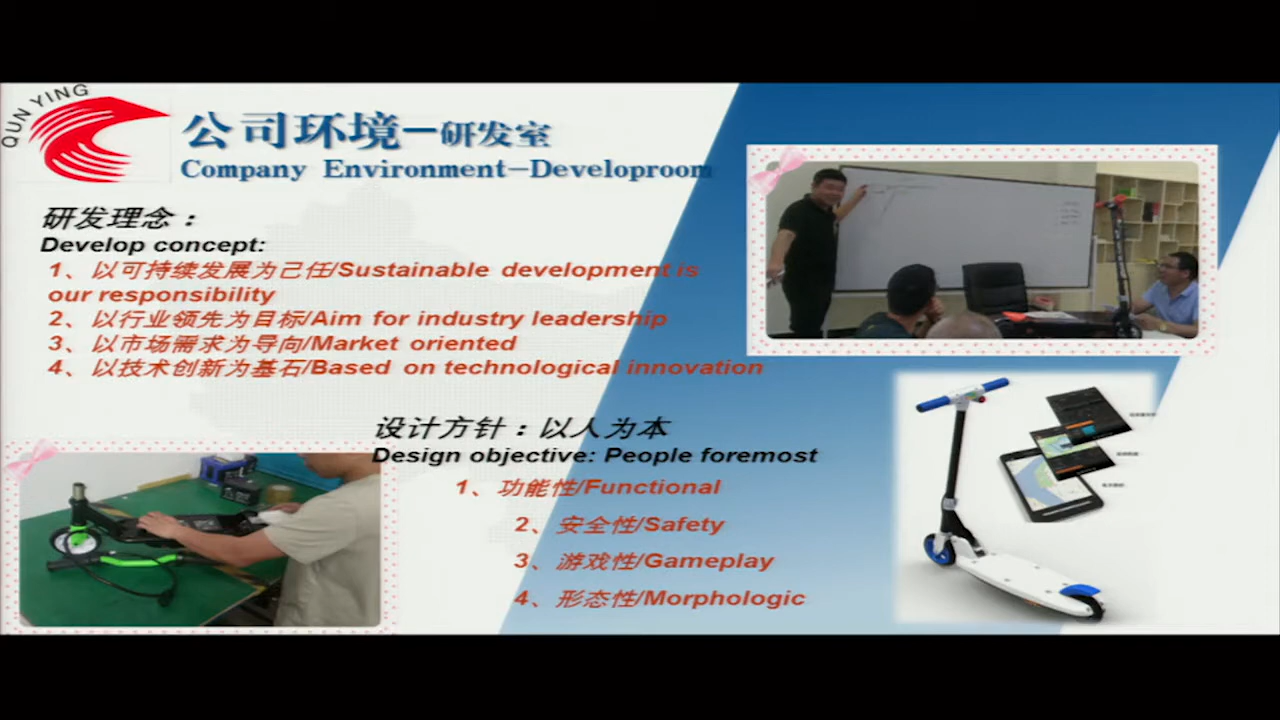 QUN YING
公司环境-研发室
Company Environment-Developroom
研发理念：
Develop concept:
1、以可持续发展为己任/Sustainable development is
our responsibility
2、以行业领先为目标/Aim for industry leadership
3、以市场需求为导向/Market oriented
4、以技术创新为基石/Based on technological innovation
设计方针：以人为本
Design objective: People foremost
1、功能性/Functional
2、安全性/Safety
3、游戏性/Gameplay
4、形态性/Morphologic